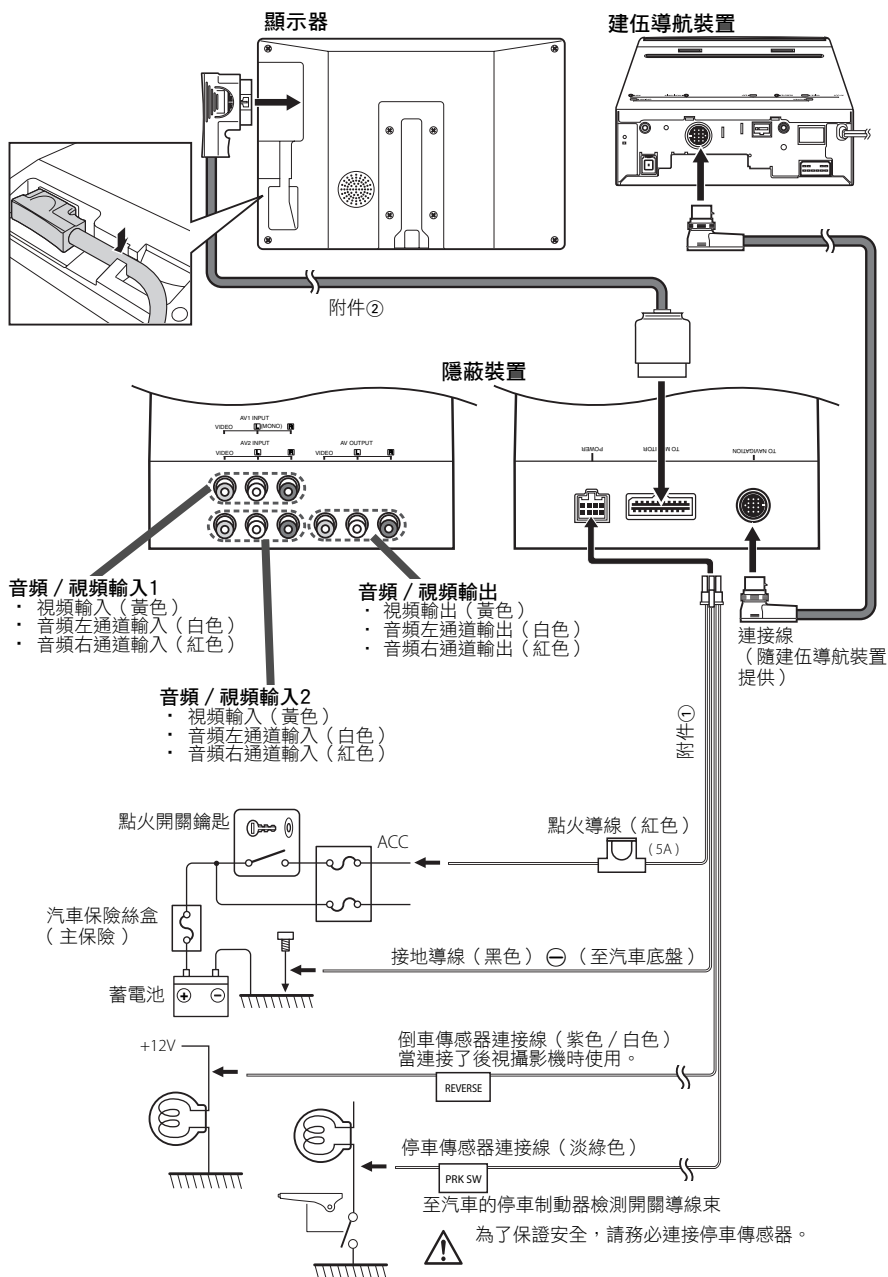 顯示器
建伍導航裝置
附件②
隱蔽裝置
AV1 INPUT
VIDEO L (MONO) R
AV2 INPUT
VIDEO L R
AV OUTPUT
VIDEO L R
POWER
TO NAVIGATION
音頻 / 視頻輸入1
・ 視頻輸入（黃色）
・ 音頻左通道輸入（白色）
・ 音頻右通道輸入（紅色）
音頻 / 視頻輸出
・ 視頻輸出（黃色）
・ 音頻左通道輸出（白色）
・ 音頻右通道輸出（紅色）
音頻 / 視頻輸入2
・ 視頻輸入（黃色）
・ 音頻左通道輸入（白色）
・ 音頻右通道輸入（紅色）
連接線
（隨建伍導航裝置
提供）
附件①
點火開關鑰匙
ACC
點火導線（紅色）
（5A）
汽車保險絲盒
（主保險）
接地導線（黑色）⊖（至汽車底盤）
蓄電池
+12V
倒車傳感器連接線（紫色 / 白色）
當連接了後視攝影機時使用。
REVERSE
停車傳感器連接線（淡綠色）
PRK SW
至汽車的停車制動器檢測開關導線束
為了保證安全，請務必連接停車傳感器。